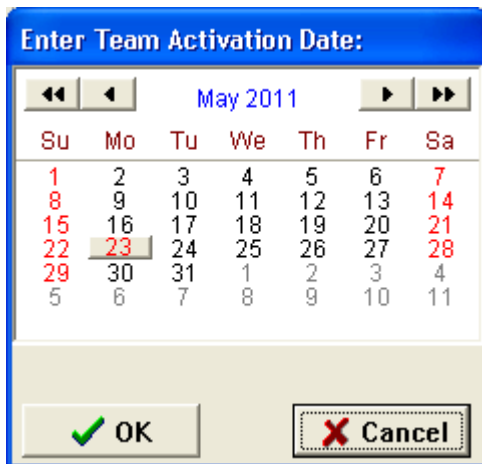 Enter Team Activation Date:
May 2011
Su Mo Tu We Th Fr Sa
1 2 3 4 5 6 7
8 9 10 11 12 13 14
15 16 17 18 19 20 21
22 23 24 25 26 27 28
29 30 31 1 2 3 4
5 6 7 8 9 10 11
OK Cancel